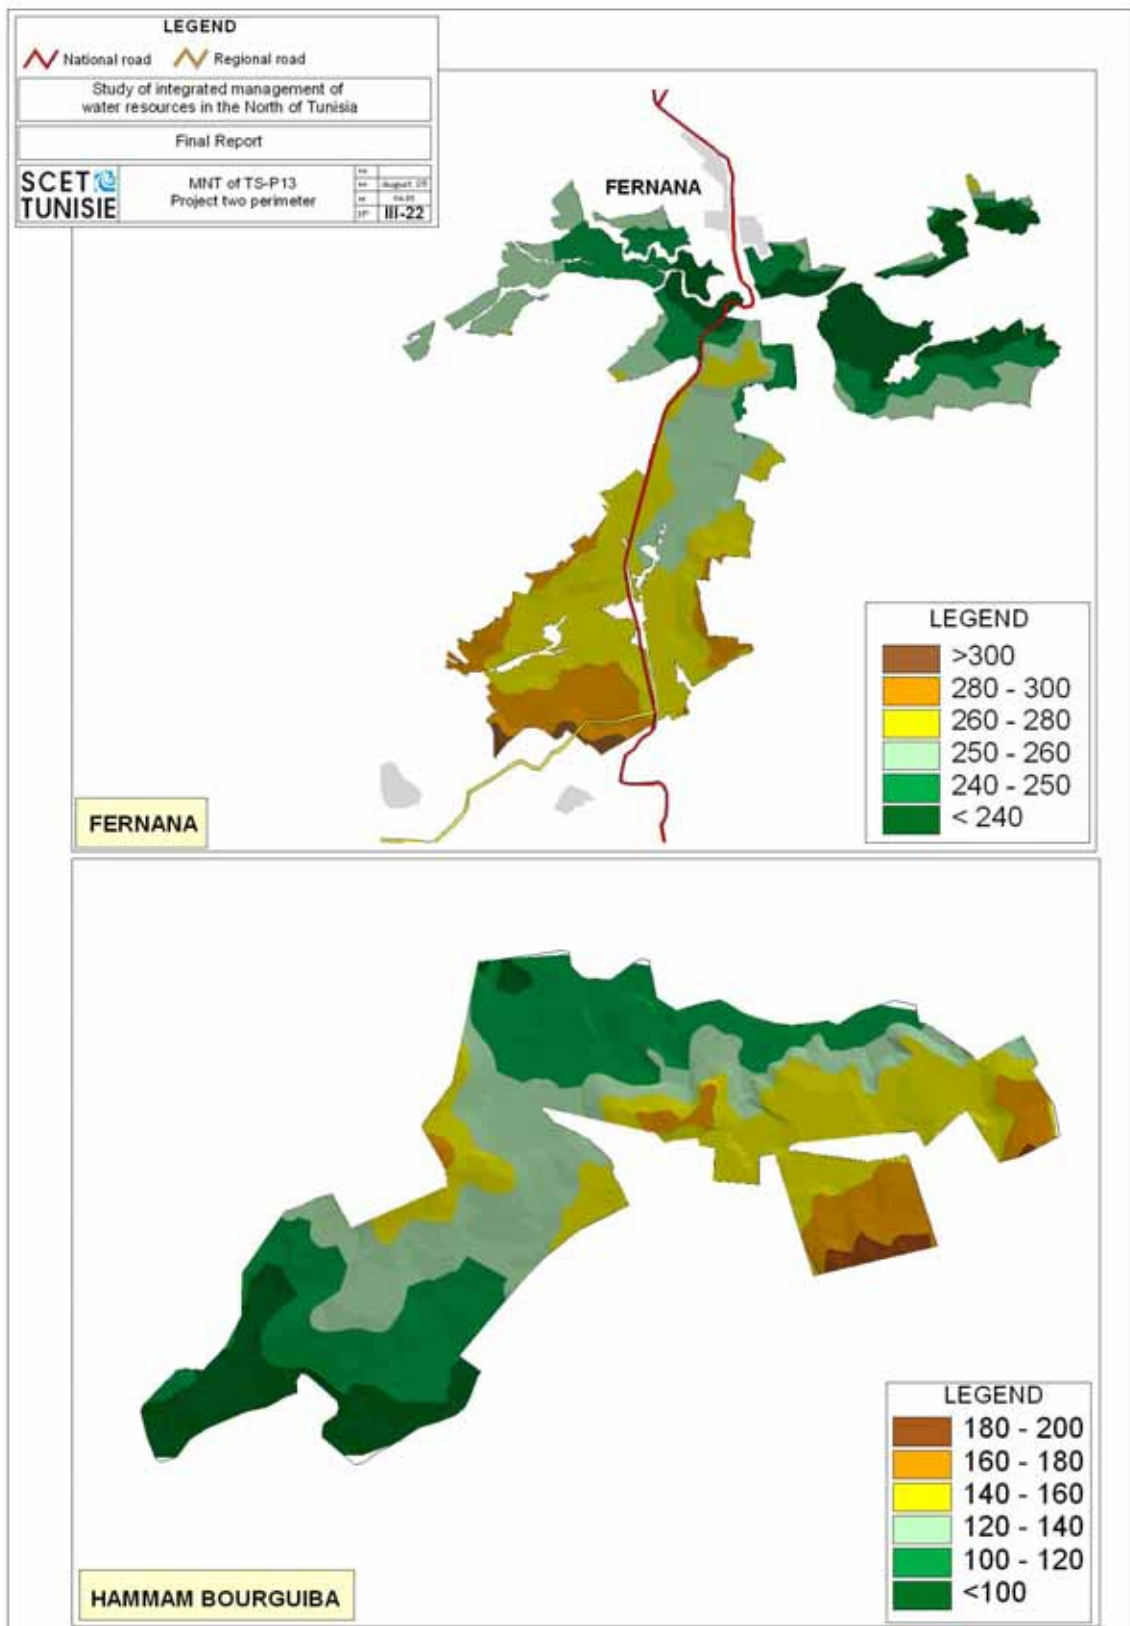 LEGEND
National road Regional road
Study of integrated management of
water resources in the North of Tunisia
Final Report
SCET
TUNISIE
MNT of TS-P13
Project two perimeter
August
III-22
FERNANA
LEGEND
>300
280 - 300
260 - 280
250 - 260
240 - 250
< 240
FERNANA
LEGEND
180 - 200
160 - 180
140 - 160
120 - 140
100 - 120
<100
HAMMAM BOURGUIBA